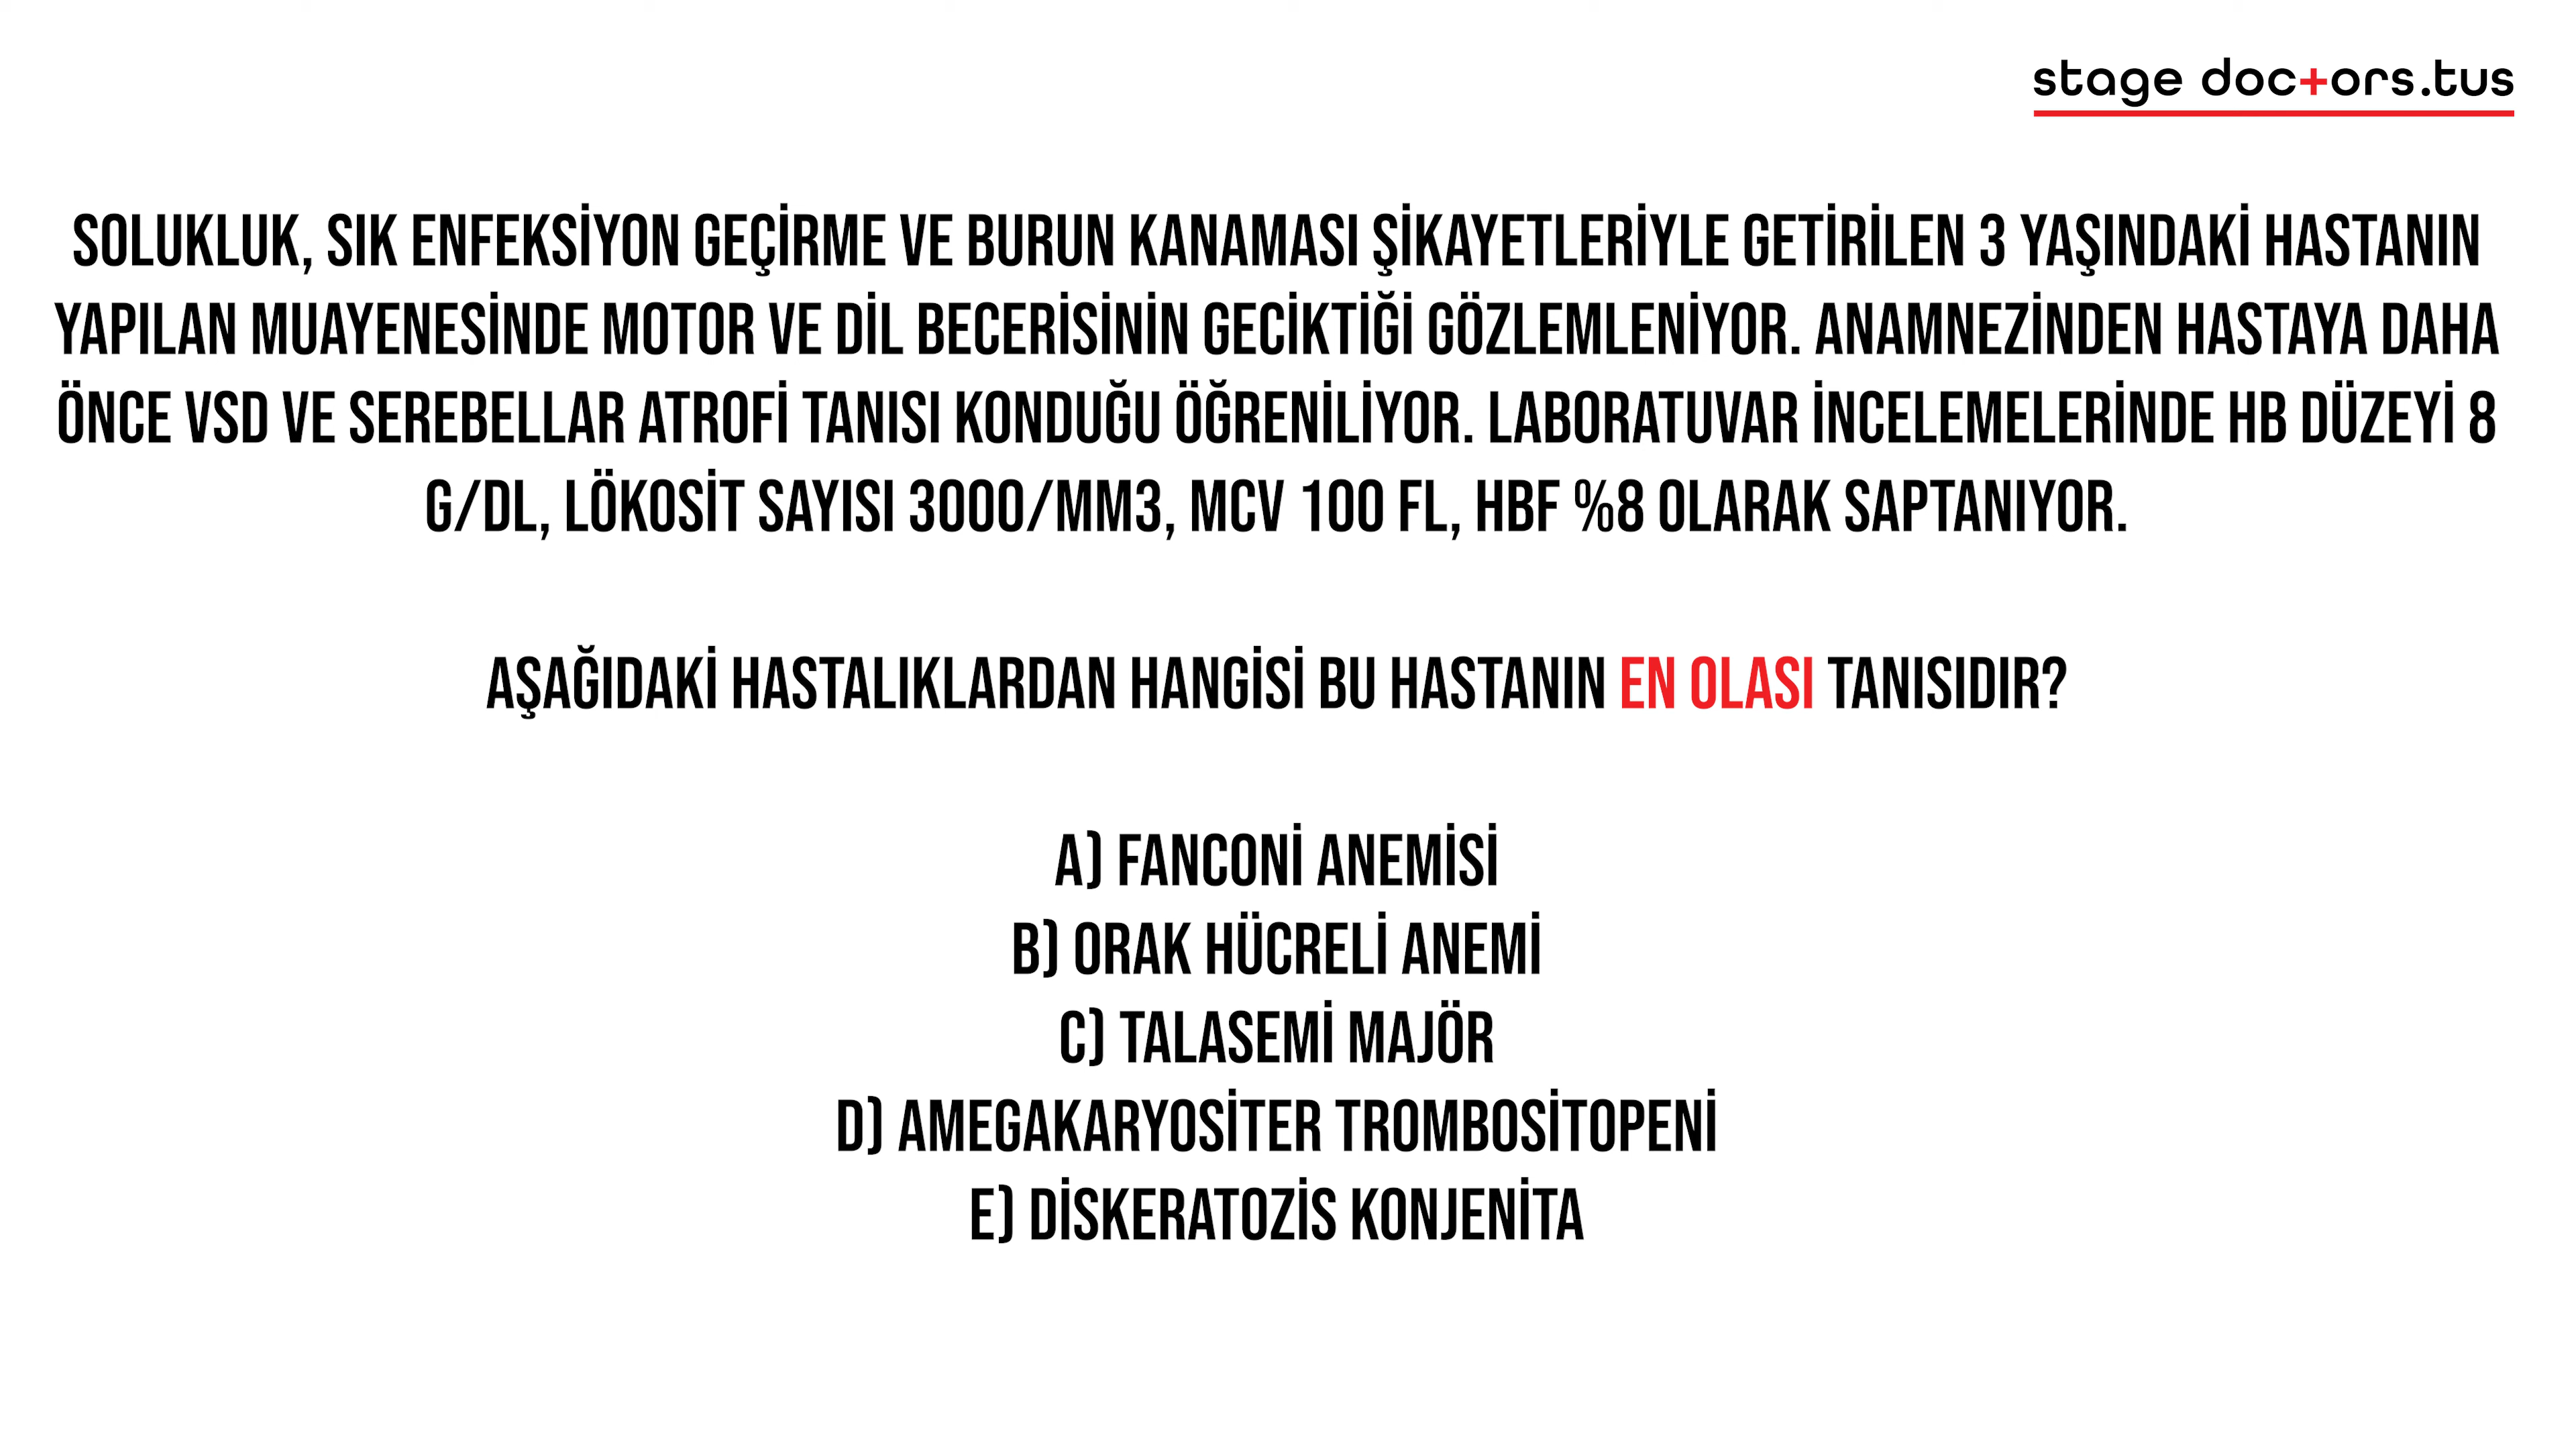 stage doc+ors.tus
SOLUKLUK, SIK ENFEKSİYON GEÇİRME VE BURUN KANAMASI ŞİKAYETLERİYLE GETİRİLEN 3 YAŞINDAKİ HASTANIN
YAPILAN MUAYENESİNDE MOTOR VE DİL BECERİSİNİN GECİKTİĞİ GÖZLEMLENİYOR. ANAMNEZİNDEN HASTAYA DAHA
ÖNCE VSD VE SEREBELLAR ATROFİ TANISI KONDUĞU ÖĞRENİLİYOR. LABORATUVAR İNCELEMELERİNDE HB DÜZEYİ 8
G/DL, LÖKOSİT SAYISI 3000/MM3, MCV 100 FL, HBF %8 OLARAK SAPTANIYOR.
AŞAĞIDAKİ HASTALIKLARDAN HANGİSİ BU HASTANIN EN OLASI TANISIDIR?
A) FANCONİ ANEMİSİ
B) ORAK HÜCRELİ ANEMİ
C) TALASEMİ MAJÖR
D) AMEGAKARYOSİTER TROMBOSİTOPENİ
E) DİSKERATOZİS KONJENİTA